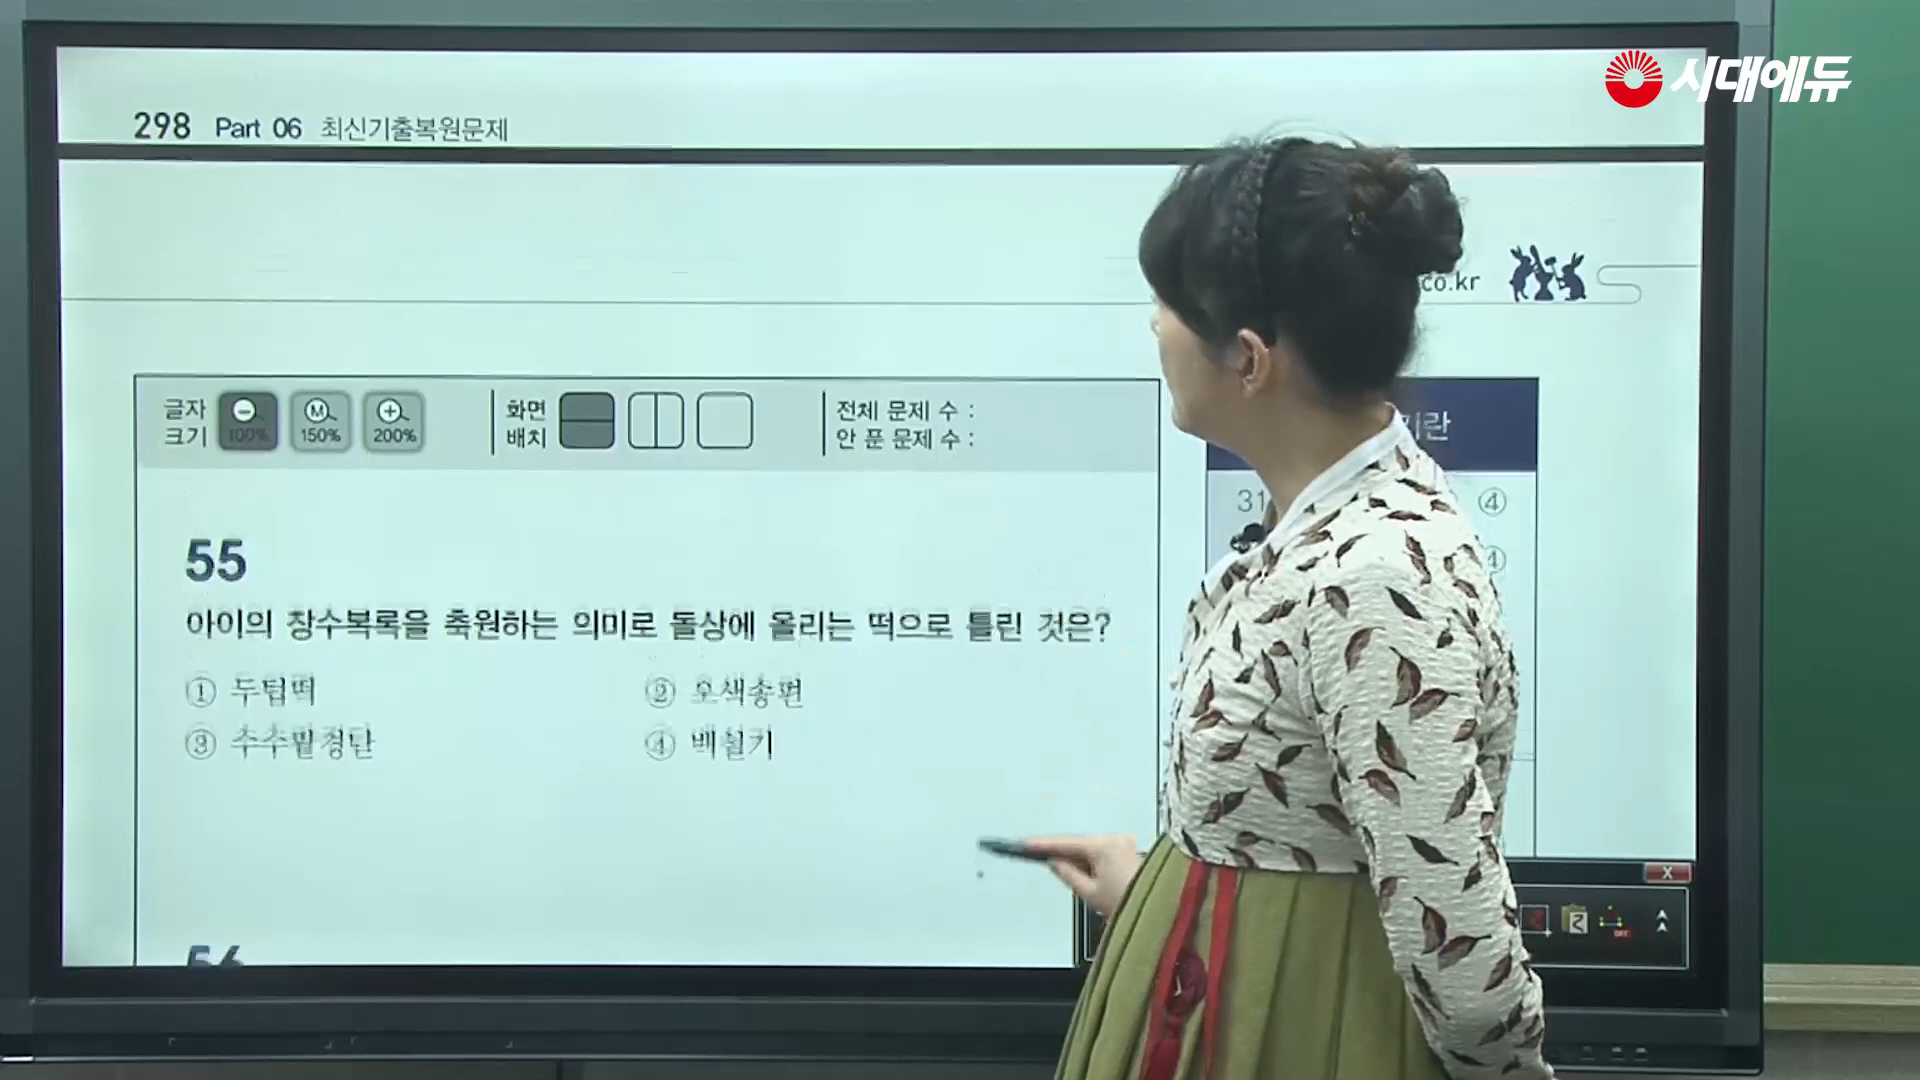 시대에듀
298 Part 06 최신기출복원문제
co.kr
글자 크기 100% 150% 200%
화면 배치
전체 문제 수 :
안 푼 문제 수 :
31 ④
④
55
아이의 장수복록을 축원하는 의미로 돌상에 올리는 떡으로 틀린 것은?
① 두텁떡
② 오색송편
③ 수수팥경단
④ 백설기
56